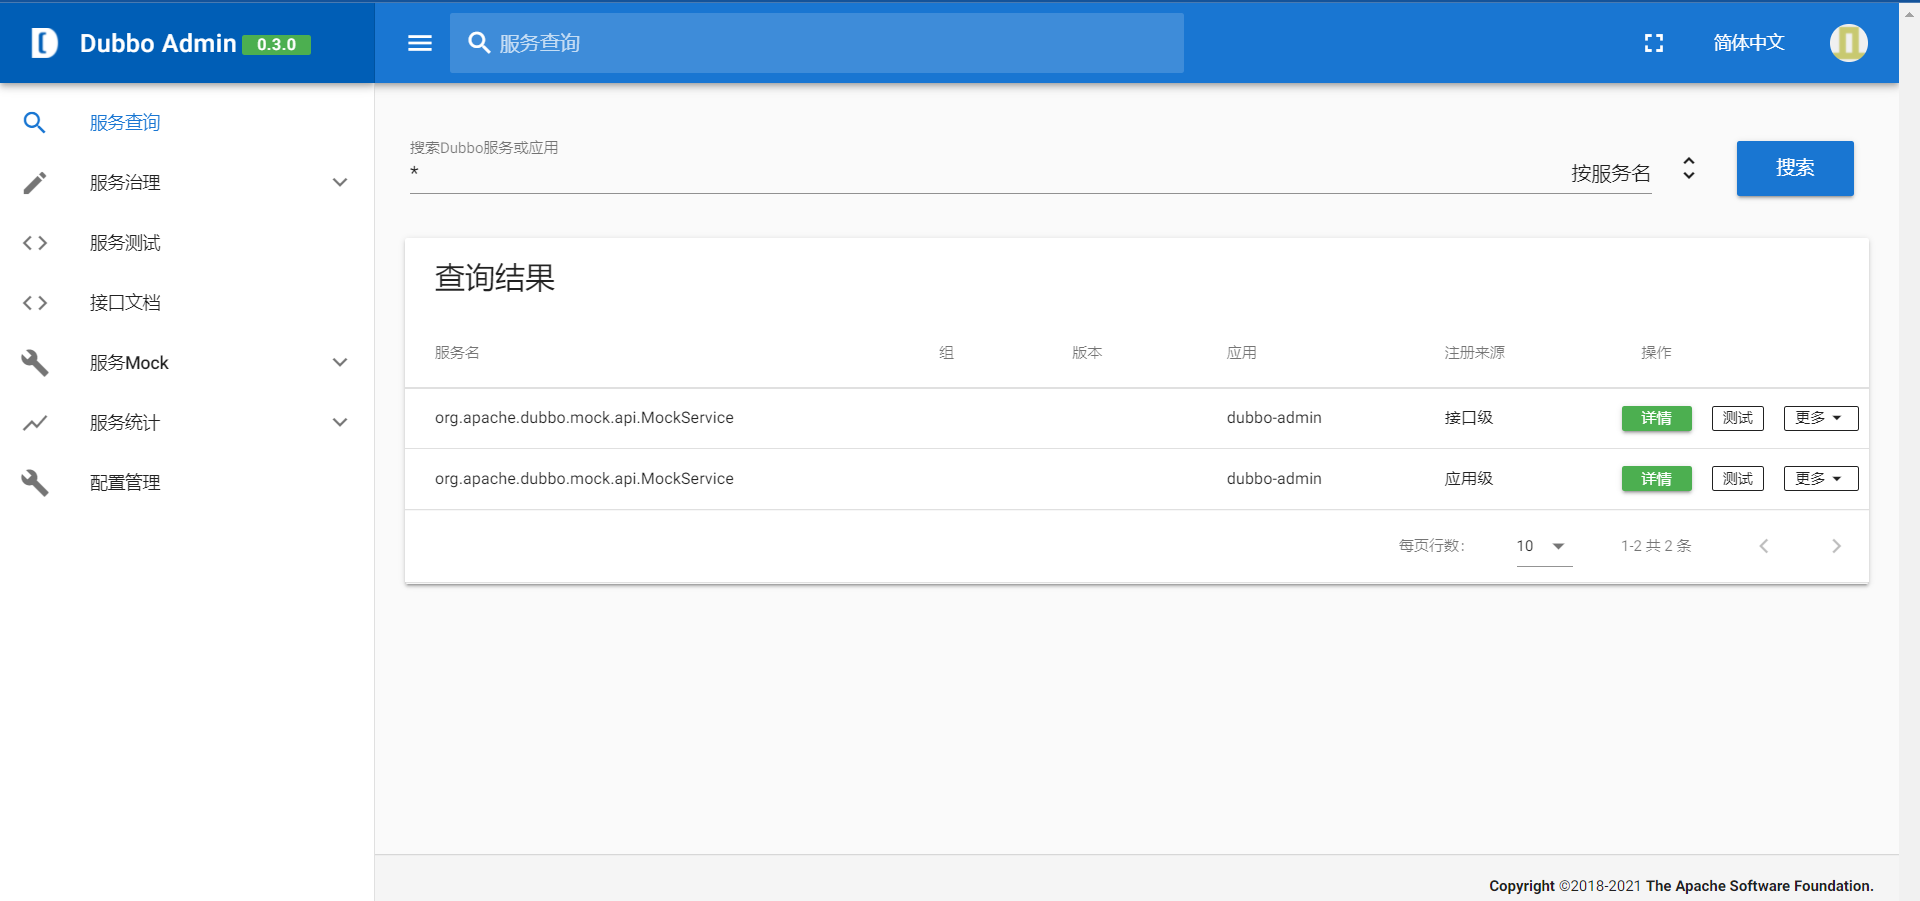 Dubbo Admin 0.3.0
服务查询
简体中文
服务查询
服务治理
服务测试
接口文档
服务Mock
服务统计
配置管理
搜索Dubbo服务或应用
*
按服务名
搜索
查询结果
服务名 组 版本 应用 注册来源 操作
org.apache.dubbo.mock.api.MockService dubbo-admin 接口级 详情 测试 更多
org.apache.dubbo.mock.api.MockService dubbo-admin 应用级 详情 测试 更多
每页行数: 10 1-2 共 2 条
Copyright ©2018-2021 The Apache Software Foundation.